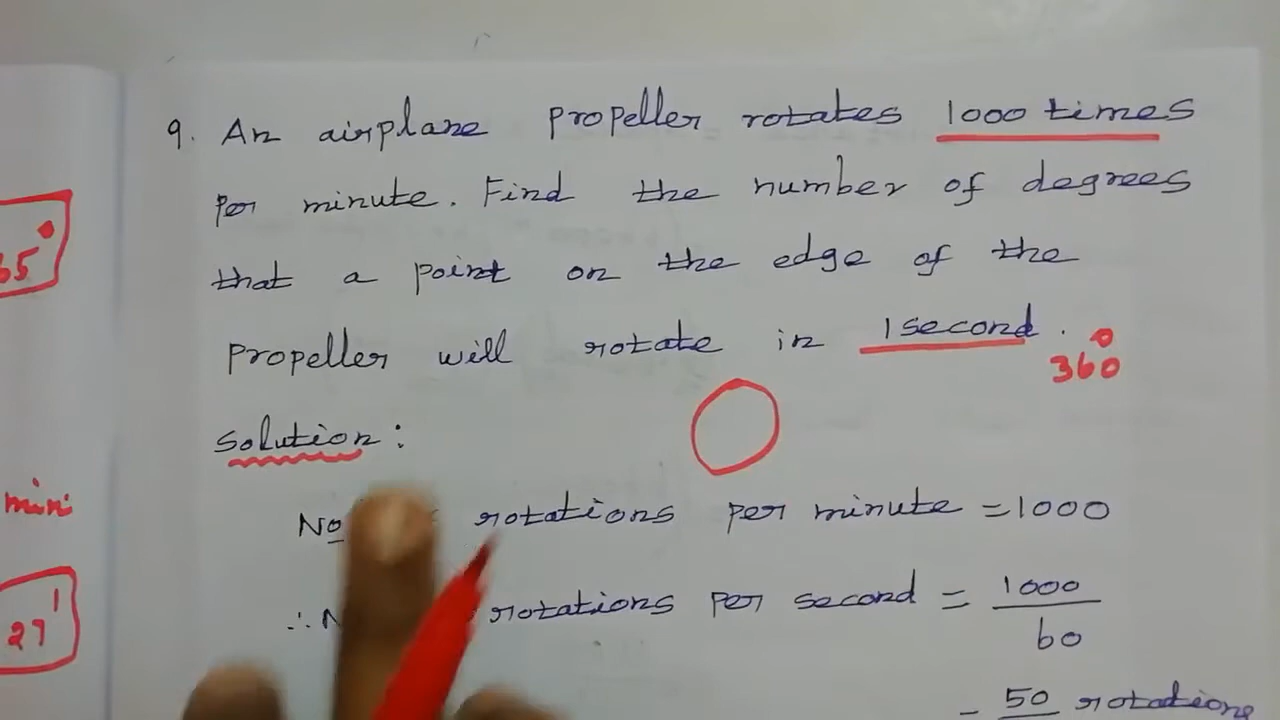 9. An airplane propeller rotates 1000 times
per minute. Find the number of degrees
that a point on the edge of the
propeller will rotate in 1 second.
360°
65°
Solution:
min
No rotations per minute = 1000
∴ rotations per second = 1000
60
27'
= 50 rotations